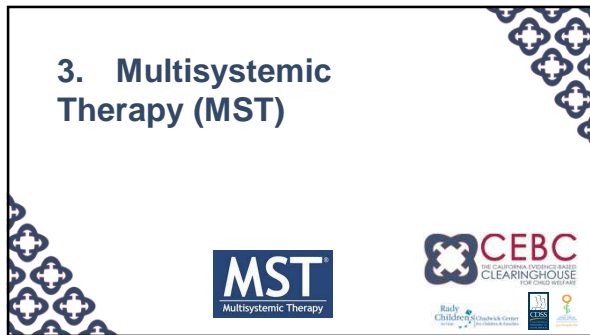 3. Multisystemic
Therapy (MST)
MST®
Multisystemic Therapy
CEBC
THE CALIFORNIA EVIDENCE-BASED
CLEARINGHOUSE
FOR CHILD WELFARE
Rady
Children's
Chadwick Center
CDSS